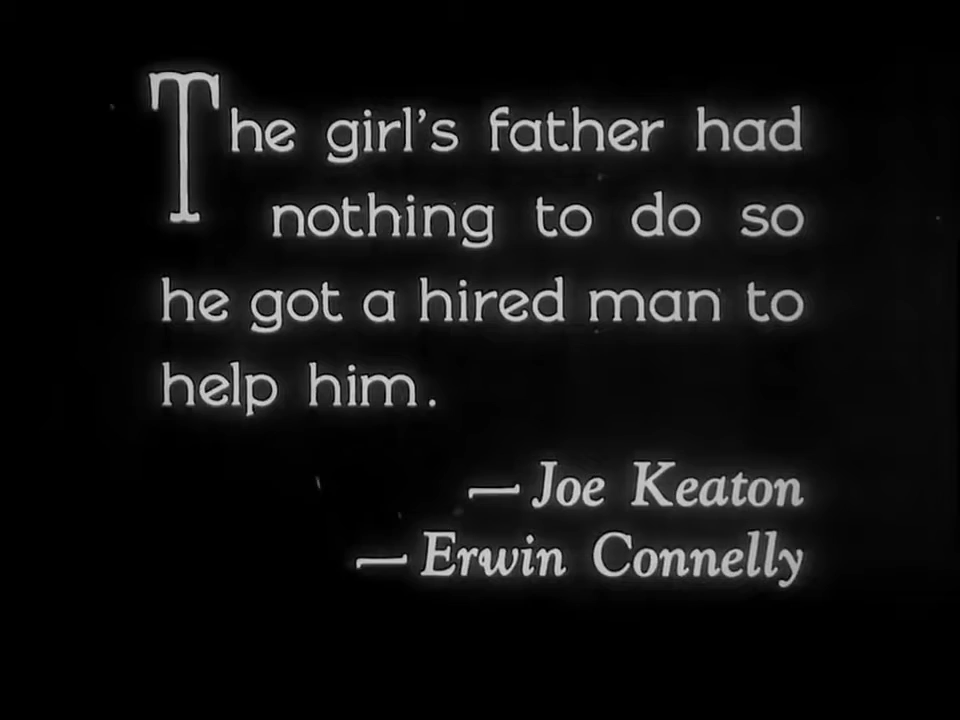 The girl's father had
nothing to do so
he got a hired man to
help him.
— Joe Keaton
— Erwin Connelly